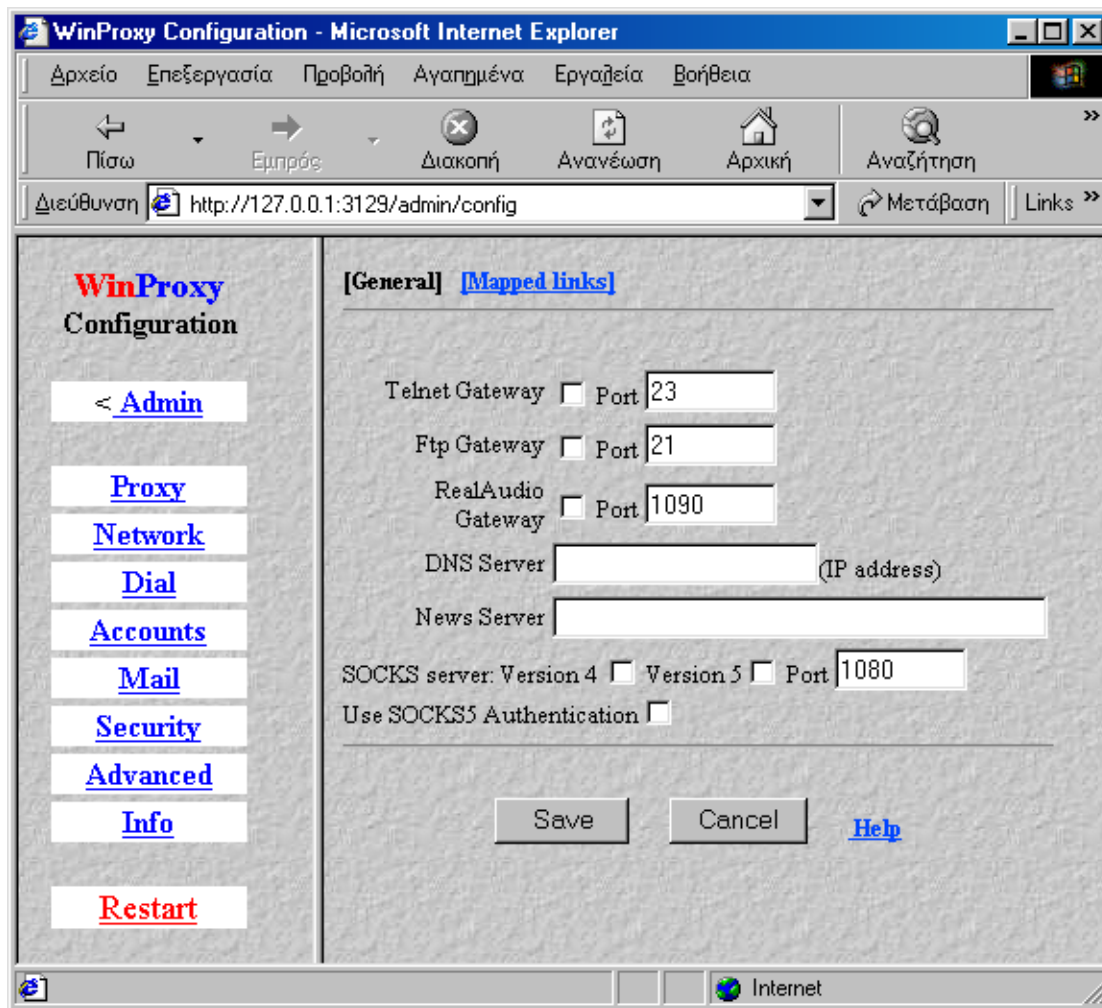 WinProxy Configuration - Microsoft Internet Explorer
Αρχείο Επεξεργασία Προβολή Αγαπημένα Εργαλεία Βοήθεια
Πίσω Εμπρός Διακοπή Ανανέωση Αρχική Αναζήτηση »
Διεύθυνση http://127.0.0.1:3129/admin/config Μετάβαση Links »
WinProxy
Configuration
< Admin
Proxy
Network
Dial
Accounts
Mail
Security
Advanced
Info
Restart
[General] [Mapped links]
Telnet Gateway Port 23
Ftp Gateway Port 21
RealAudio
Gateway Port 1090
DNS Server (IP address)
News Server
SOCKS server: Version 4 Version 5 Port 1080
Use SOCKS5 Authentication
Save Cancel Help
Internet